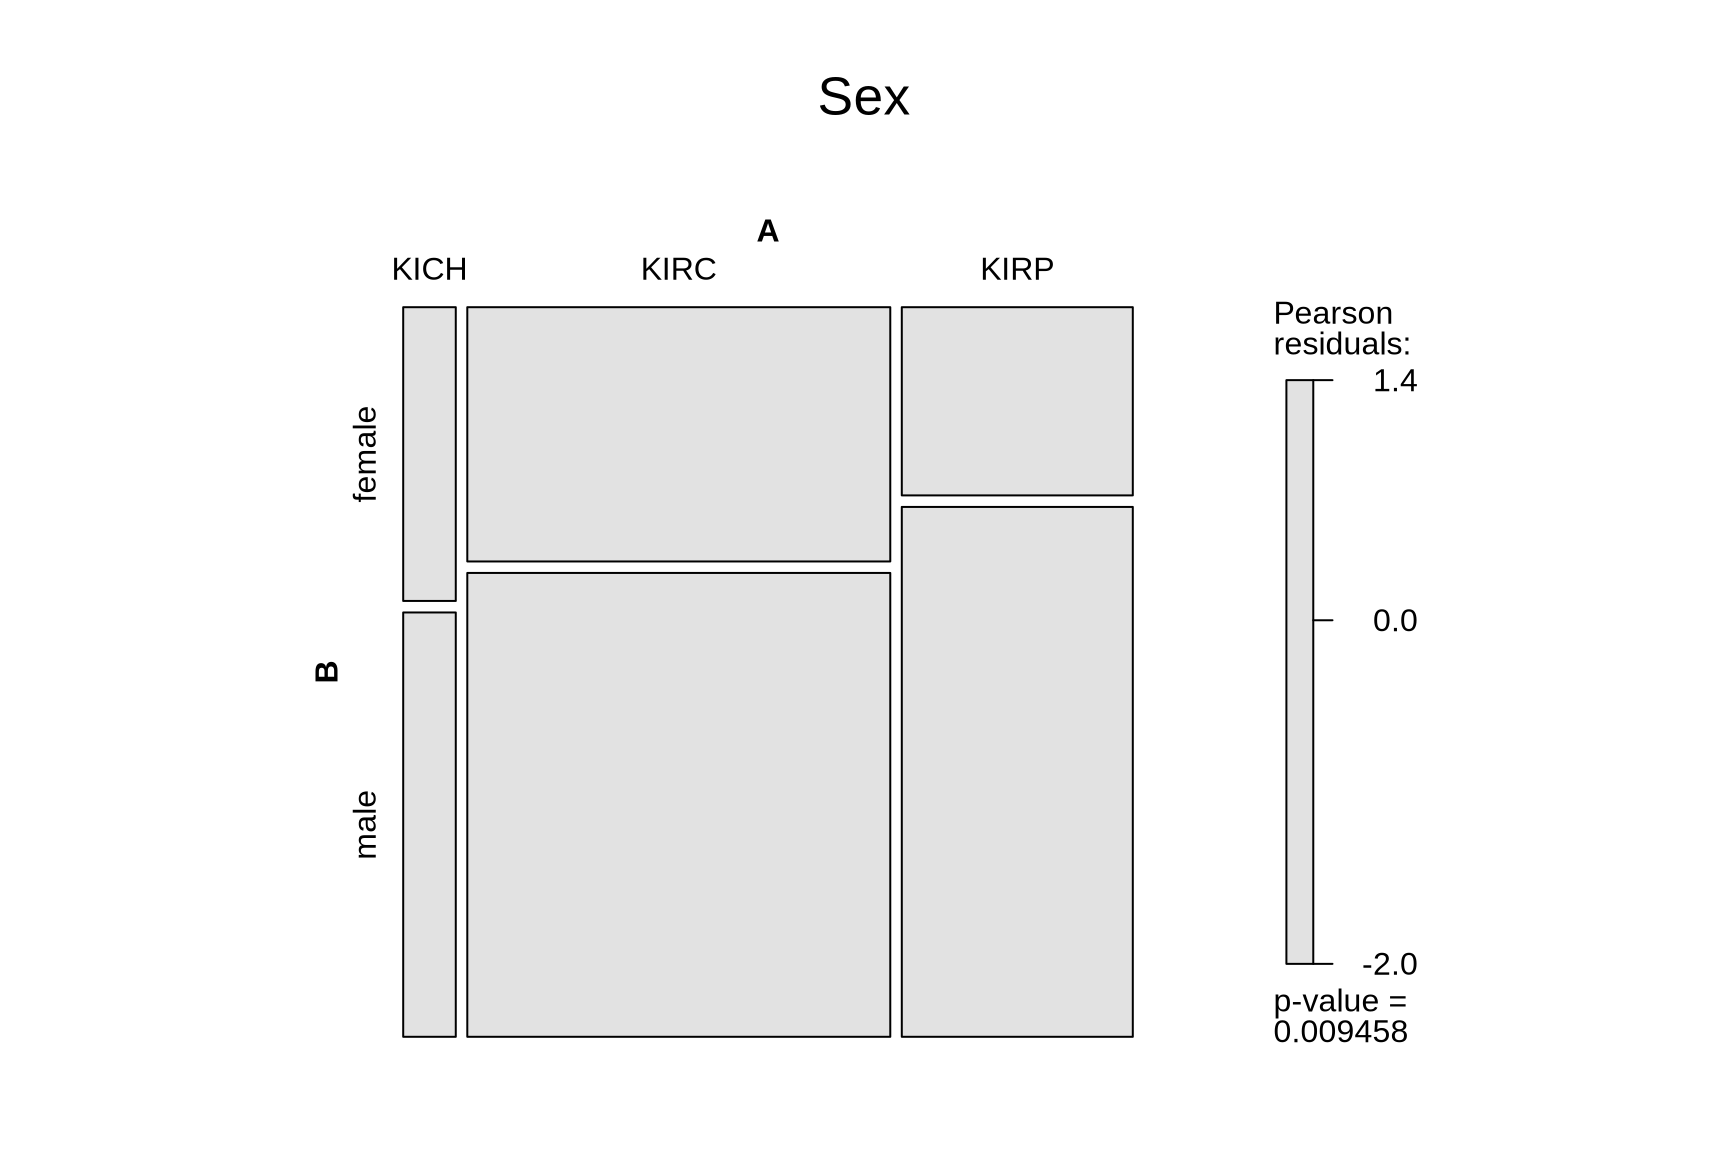 Sex
A
KICH KIRC KIRP
female
male
B
Pearson
residuals:
1.4
0.0
-2.0
p-value =
0.009458